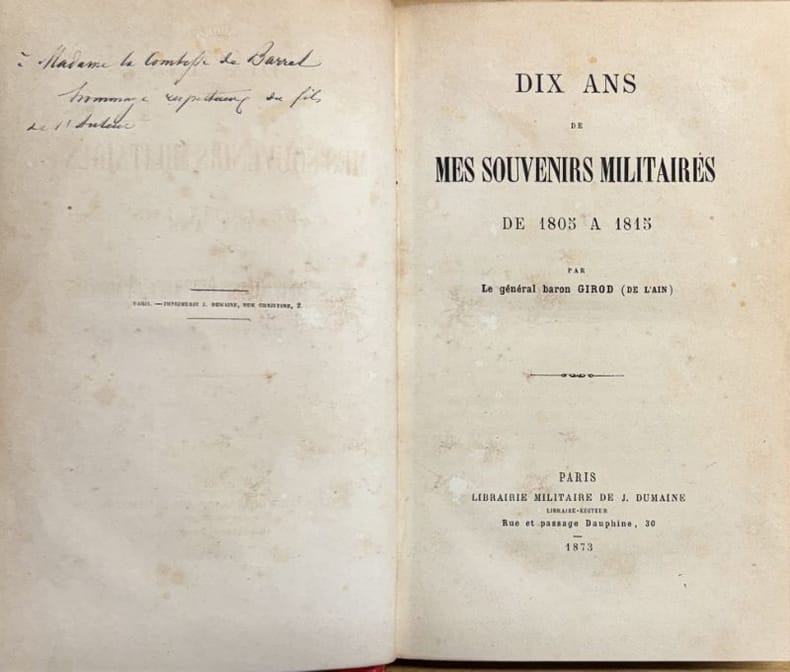 à Madame la Comtesse de Barral
hommage respectueux du fils
de l'Auteur
PARIS. — IMPRIMERIE J. DUMAINE, RUE CHRISTINE, 2.
DIX ANS
DE
MES SOUVENIRS MILITAIRES
DE 1805 A 1815
PAR
Le général baron GIROD (DE L'AIN)
PARIS
LIBRAIRIE MILITAIRE DE J. DUMAINE
LIBRAIRE-ÉDITEUR
Rue et passage Dauphine, 30
1873